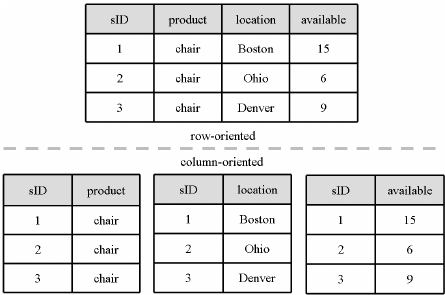 sID product location available
1 chair Boston 15
2 chair Ohio 6
3 chair Denver 9
row-oriented
column-oriented
sID product sID location sID available
1 chair 1 Boston 1 15
2 chair 2 Ohio 2 6
3 chair 3 Denver 3 9